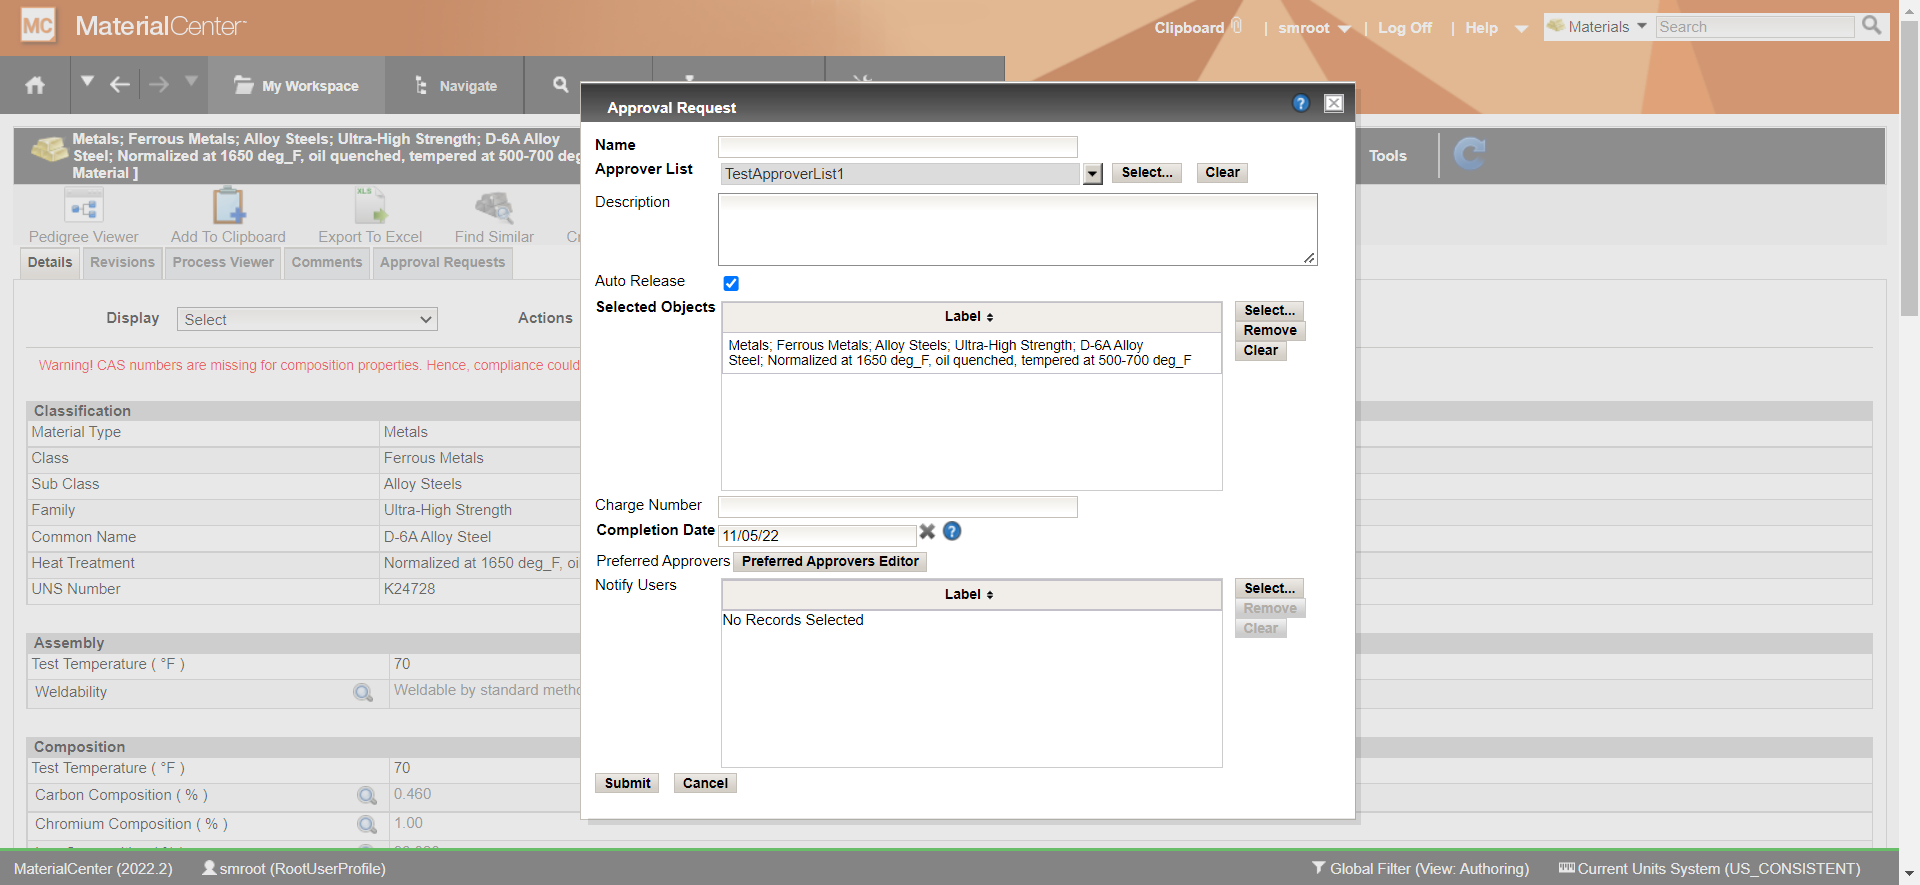 MC MaterialCenter
Clipboard | smroot | Log Off | Help Materials Search
My Workspace Navigate
Metals; Ferrous Metals; Alloy Steels; Ultra-High Strength; D-6A Alloy
Steel; Normalized at 1650 deg_F, oil quenched, tempered at 500-700 deg
Material ]
Tools
Pedigree Viewer Add To Clipboard XLS Export To Excel Find Similar
Details Revisions Process Viewer Comments Approval Requests
Display Select Actions
Warning! CAS numbers are missing for composition properties. Hence, compliance could
Classification
Material Type Metals
Class Ferrous Metals
Sub Class Alloy Steels
Family Ultra-High Strength
Common Name D-6A Alloy Steel
Heat Treatment Normalized at 1650 deg_F, oi
UNS Number K24728
Assembly
Test Temperature ( °F ) 70
Weldability Weldable by standard metho
Composition
Test Temperature ( °F ) 70
Carbon Composition ( % ) 0.460
Chromium Composition ( % ) 1.00
Approval Request
Name
Approver List TestApproverList1 Select... Clear
Description
Auto Release
Selected Objects Label Select...
Remove
Clear
Metals; Ferrous Metals; Alloy Steels; Ultra-High Strength; D-6A Alloy
Steel; Normalized at 1650 deg_F, oil quenched, tempered at 500-700 deg_F
Charge Number
Completion Date 11/05/22
Preferred Approvers Preferred Approvers Editor
Notify Users Label Select...
Remove
Clear
No Records Selected
Submit Cancel
MaterialCenter (2022.2) smroot (RootUserProfile) Global Filter (View: Authoring) Current Units System (US_CONSISTENT)